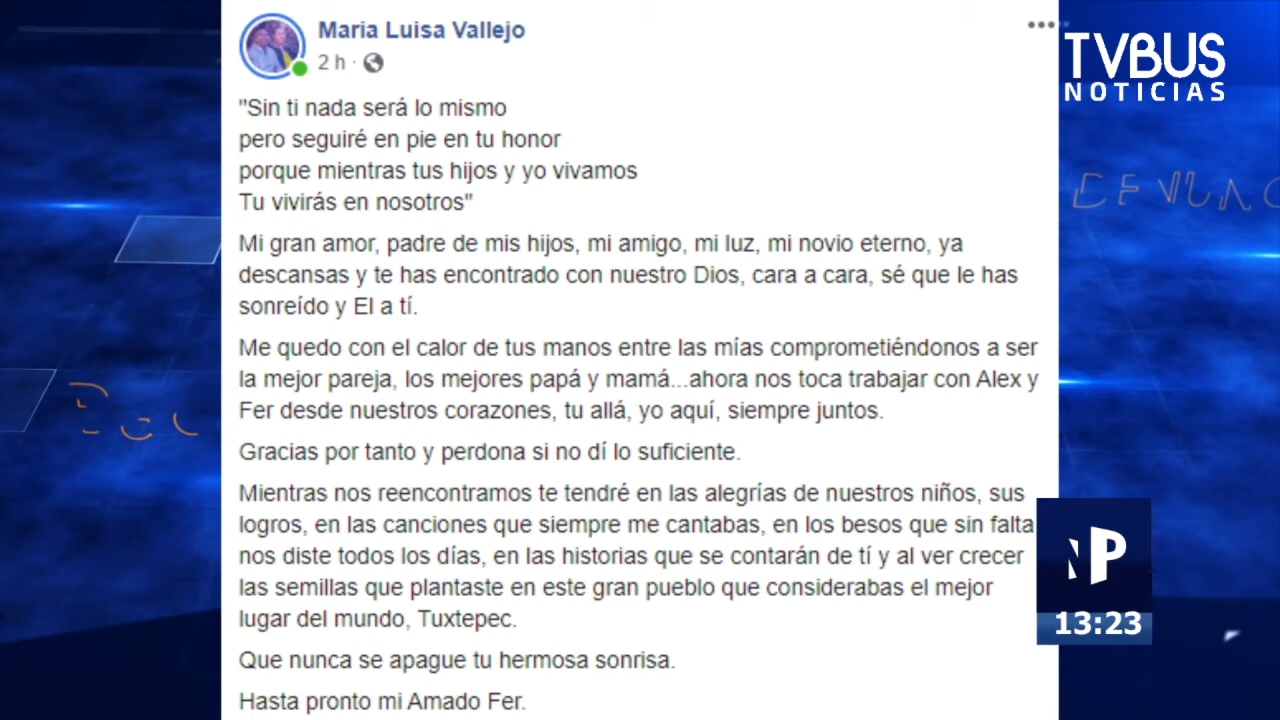 Maria Luisa Vallejo
2 h ·
TVBUS
NOTICIAS
"Sin ti nada será lo mismo
pero seguiré en pie en tu honor
porque mientras tus hijos y yo vivamos
Tu vivirás en nosotros"
Mi gran amor, padre de mis hijos, mi amigo, mi luz, mi novio eterno, ya
descansas y te has encontrado con nuestro Dios, cara a cara, sé que le has
sonreído y El a tí.
Me quedo con el calor de tus manos entre las mías comprometiéndonos a ser
la mejor pareja, los mejores papá y mamá...ahora nos toca trabajar con Alex y
Fer desde nuestros corazones, tu allá, yo aquí, siempre juntos.
Gracias por tanto y perdona si no dí lo suficiente.
Mientras nos reencontramos te tendré en las alegrías de nuestros niños, sus
logros, en las canciones que siempre me cantabas, en los besos que sin falta
nos diste todos los días, en las historias que se contarán de tí y al ver crecer
las semillas que plantaste en este gran pueblo que considerabas el mejor
lugar del mundo, Tuxtepec.
Que nunca se apague tu hermosa sonrisa.
Hasta pronto mi Amado Fer.
NP
13:23